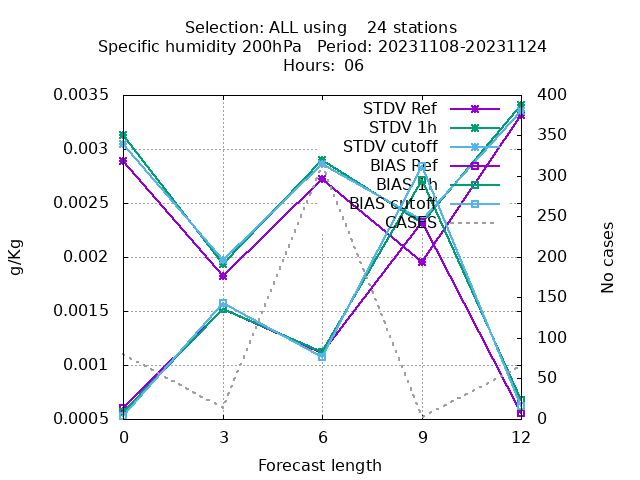 Selection: ALL using    24 stations
Specific humidity 200hPa   Period: 20231108-20231124
Hours:  06
0.0035
0.003
0.0025
0.002
0.0015
0.001
0.0005
g/Kg
STDV Ref
STDV 1h
STDV cutoff
BIAS Ref
BIAS 1h
BIAS cutoff
CASES
400
350
300
250
200
150
100
50
0
No cases
0 3 6 9 12
Forecast length